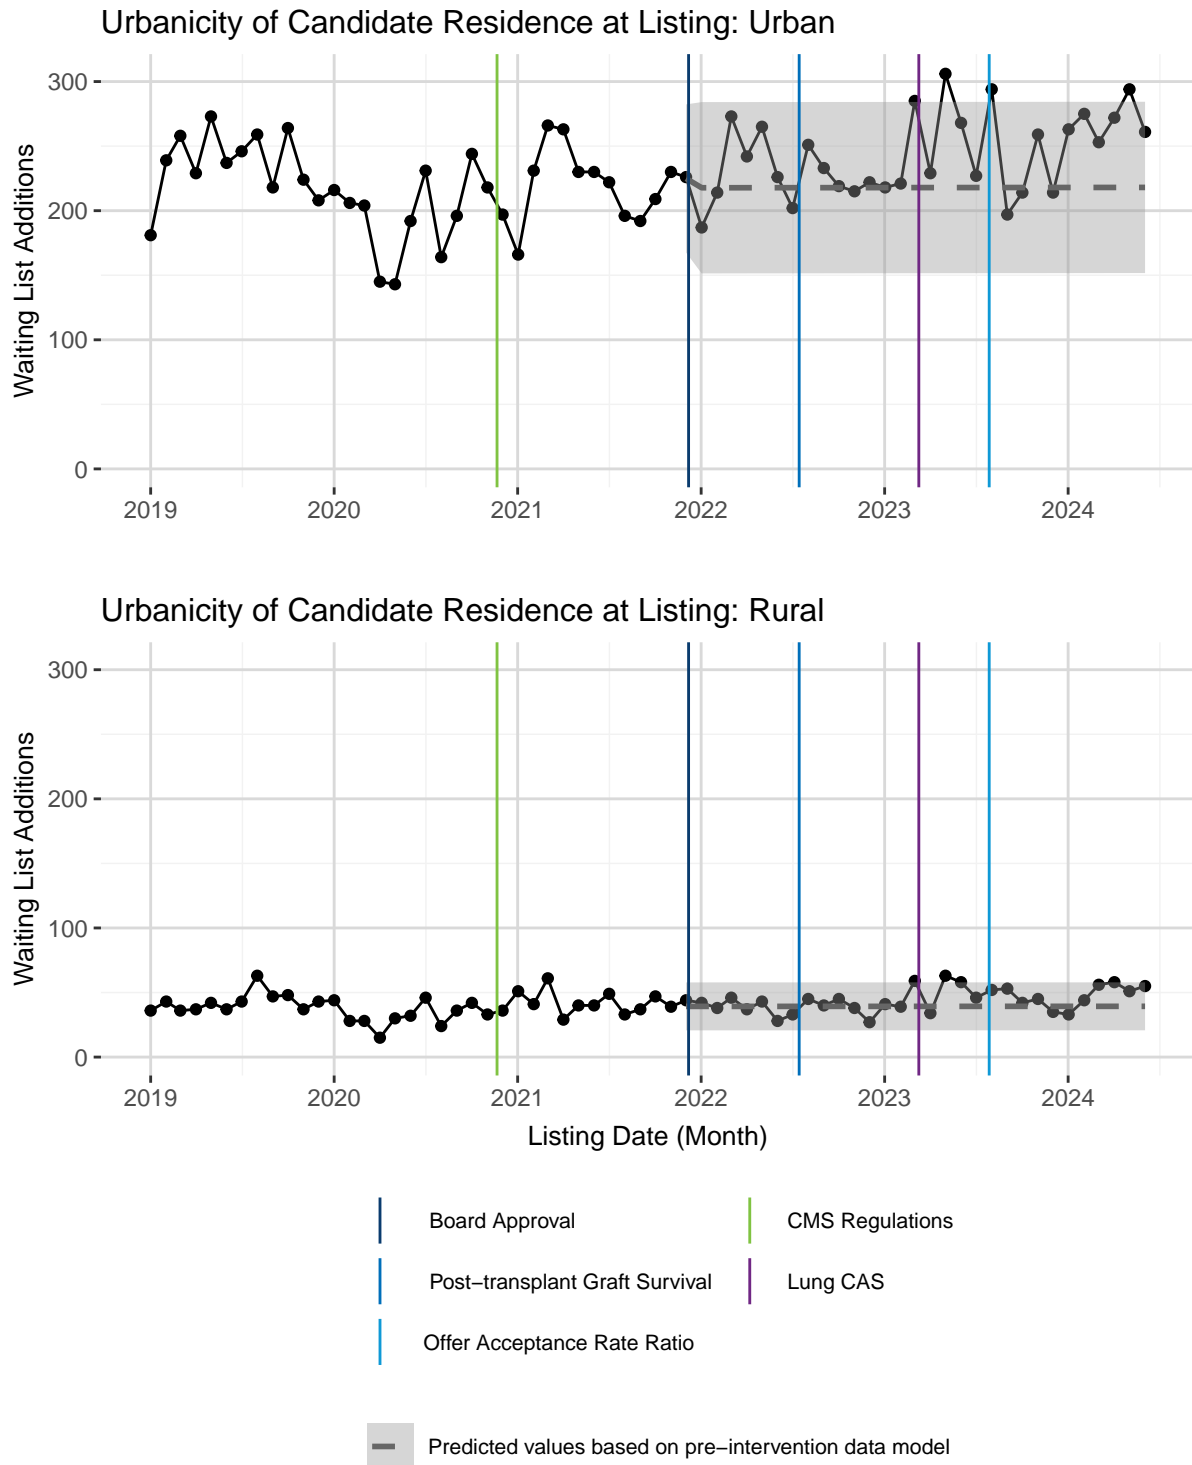 Urbanicity of Candidate Residence at Listing: Urban
Waiting List Additions
300
200
100
0
2019 2020 2021 2022 2023 2024
Urbanicity of Candidate Residence at Listing: Rural
Waiting List Additions
300
200
100
0
2019 2020 2021 2022 2023 2024
Listing Date (Month)
Board Approval CMS Regulations
Post−transplant Graft Survival Lung CAS
Offer Acceptance Rate Ratio
Predicted values based on pre−intervention data model